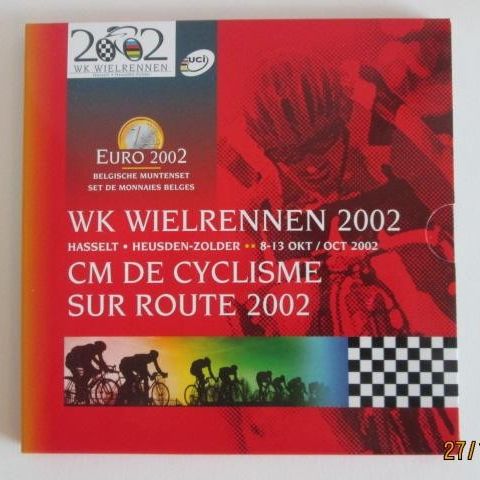 2002
WK WIELRENNEN
uci
EURO 2002
BELGISCHE MUNTENSET
SET DE MONNAIES BELGES
WK WIELRENNEN 2002
HASSELT • HEUSDEN-ZOLDER •• 8-13 OKT / OCT 2002
CM DE CYCLISME
SUR ROUTE 2002
27/